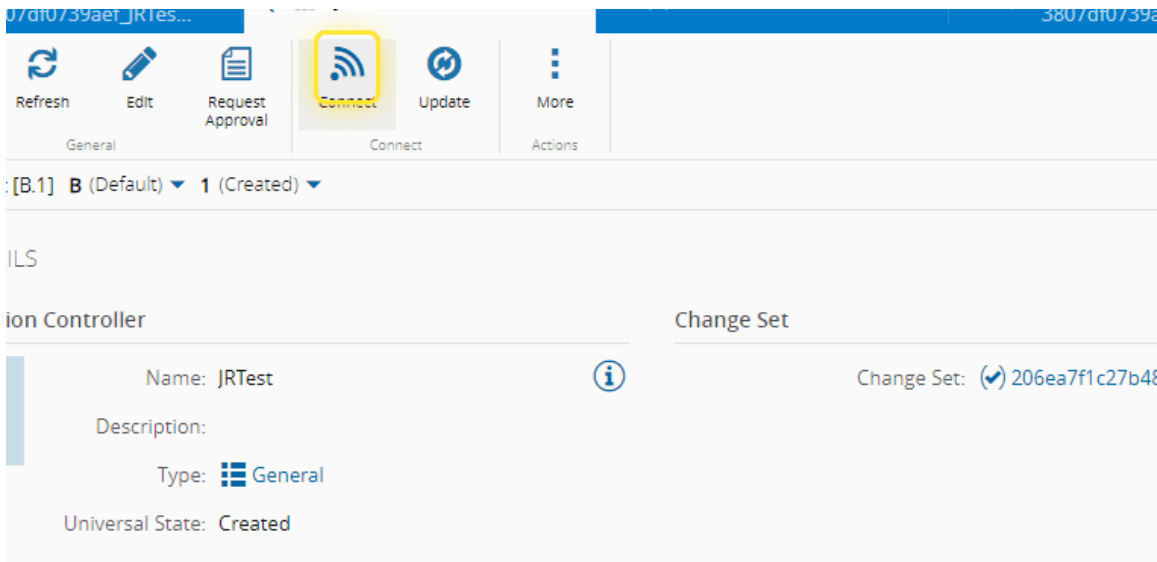 07df0739aef_JRTes...
3807df0739a
Refresh Edit Request Approval Connect Update More
General Connect Actions
[B.1] B (Default) 1 (Created)
ILS
ion Controller
Change Set
Name: JRTest
Change Set: 206ea7f1c27b48
Description:
Type: General
Universal State: Created